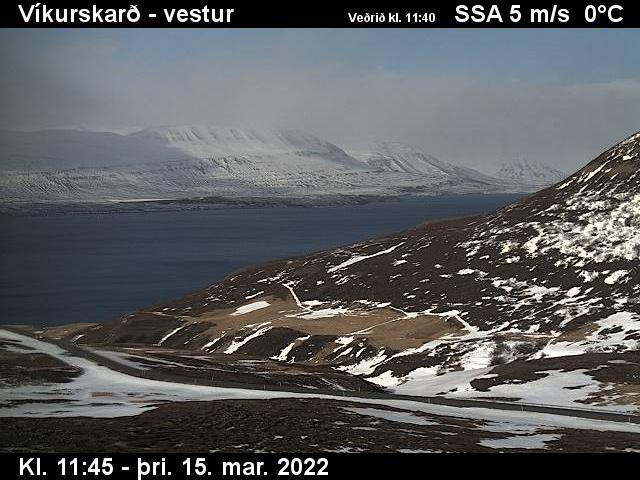 Víkurskarð - vestur Veðrið kl. 11:40 SSA 5 m/s 0°C
Kl. 11:45 - þri. 15. mar. 2022